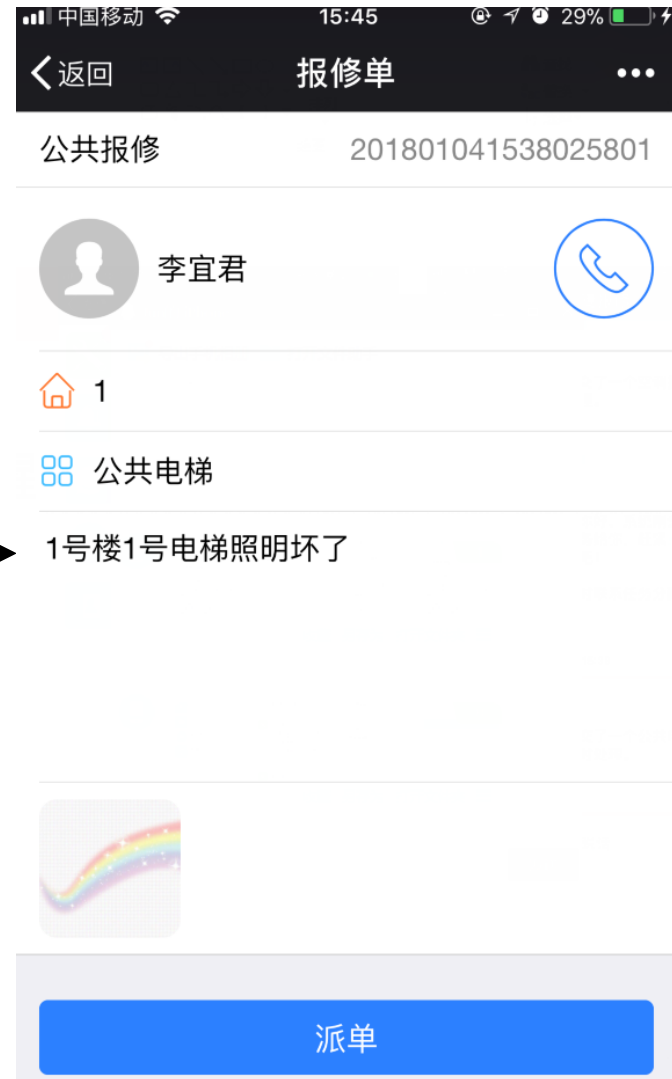 中国移动 15:45 29%
返回 报修单
公共报修 201801041538025801
李宜君
1
公共电梯
1号楼1号电梯照明坏了
派单